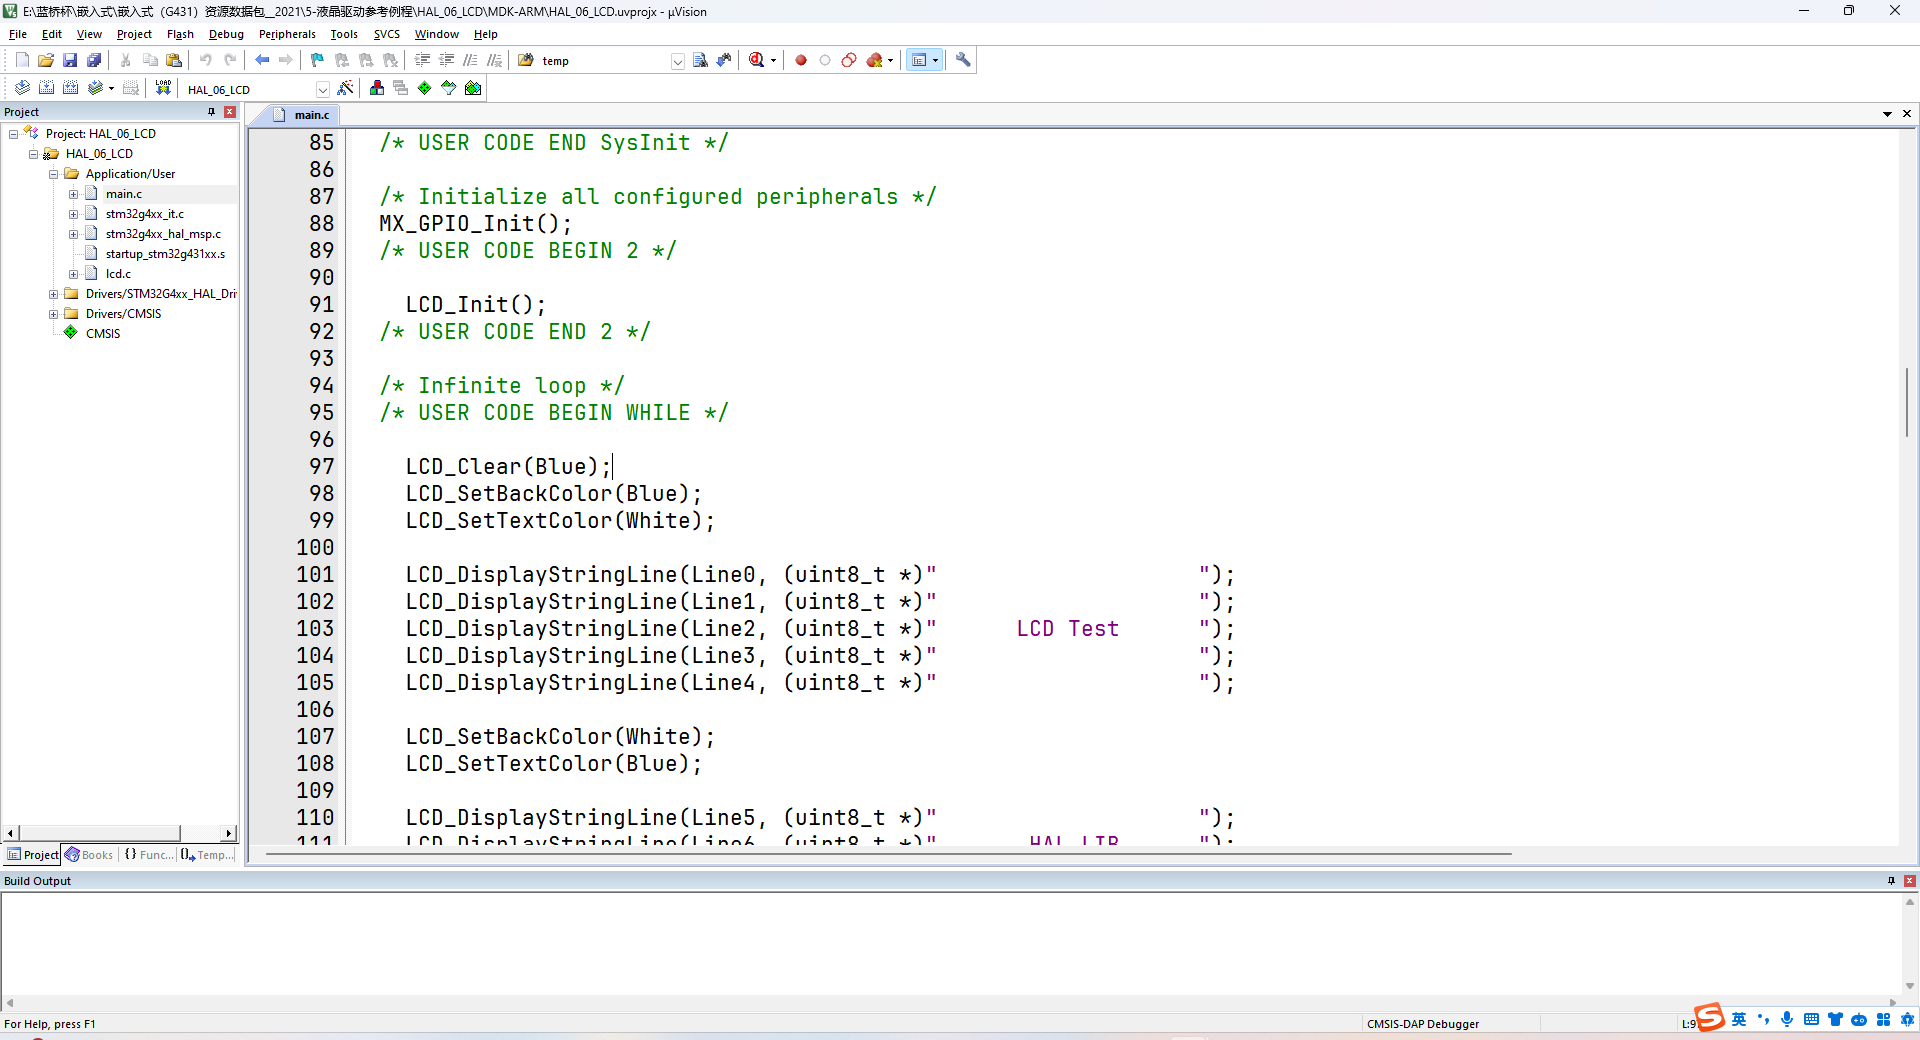 E:\蓝桥杯\嵌入式\嵌入式（G431）资源数据包__2021\5-液晶驱动参考例程\HAL_06_LCD\MDK-ARM\HAL_06_LCD.uvprojx - µVision
File Edit View Project Flash Debug Peripherals Tools SVCS Window Help
temp
LOAD HAL_06_LCD
Project
main.c
Project: HAL_06_LCD
HAL_06_LCD
Application/User
main.c
stm32g4xx_it.c
stm32g4xx_hal_msp.c
startup_stm32g431xx.s
lcd.c
Drivers/STM32G4xx_HAL_Dri
Drivers/CMSIS
CMSIS
85 /* USER CODE END SysInit */
86
87 /* Initialize all configured peripherals */
88 MX_GPIO_Init();
89 /* USER CODE BEGIN 2 */
90
91 LCD_Init();
92 /* USER CODE END 2 */
93
94 /* Infinite loop */
95 /* USER CODE BEGIN WHILE */
96
97 LCD_Clear(Blue);
98 LCD_SetBackColor(Blue);
99 LCD_SetTextColor(White);
100
101 LCD_DisplayStringLine(Line0, (uint8_t *)"                    ");
102 LCD_DisplayStringLine(Line1, (uint8_t *)"                    ");
103 LCD_DisplayStringLine(Line2, (uint8_t *)"      LCD Test      ");
104 LCD_DisplayStringLine(Line3, (uint8_t *)"                    ");
105 LCD_DisplayStringLine(Line4, (uint8_t *)"                    ");
106
107 LCD_SetBackColor(White);
108 LCD_SetTextColor(Blue);
109
110 LCD_DisplayStringLine(Line5, (uint8_t *)"                    ");
111 LCD_DisplayStringLine(Line6, (uint8_t *)"       HAL LIB      ");
Project Books {} Func... Temp...
Build Output
For Help, press F1
CMSIS-DAP Debugger
L:9
英